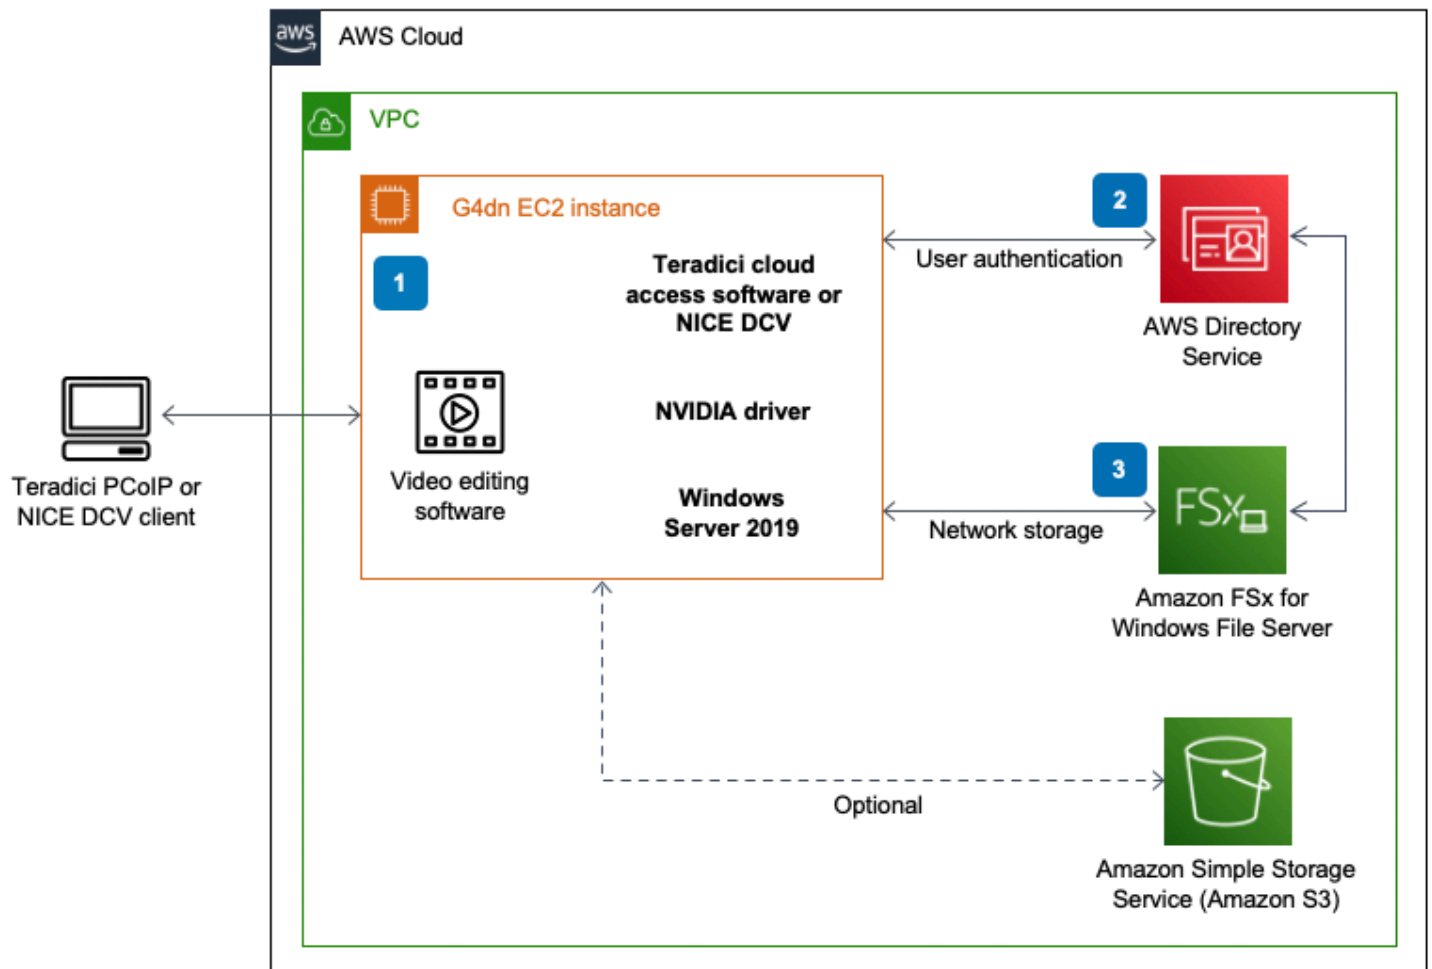 aws
AWS Cloud
VPC
G4dn EC2 instance
1
Teradici cloud
access software or
NICE DCV
NVIDIA driver
Windows
Server 2019
Video editing
software
Teradici PCoIP or
NICE DCV client
2
User authentication
AWS Directory
Service
3
Network storage
FSx
Amazon FSx for
Windows File Server
Optional
Amazon Simple Storage
Service (Amazon S3)